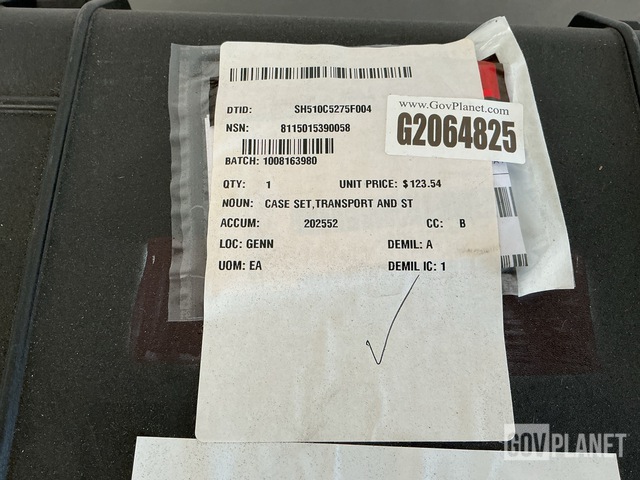 DTID: SH510C5275F004
www.GovPlanet.com
G2064825
NSN: 8115015390058
BATCH: 1008163980
QTY: 1 UNIT PRICE: $123.54
NOUN: CASE SET,TRANSPORT AND ST
ACCUM: 202552 CC: B
LOC: GENN DEMIL: A
UOM: EA DEMIL IC: 1
GOVPLANET